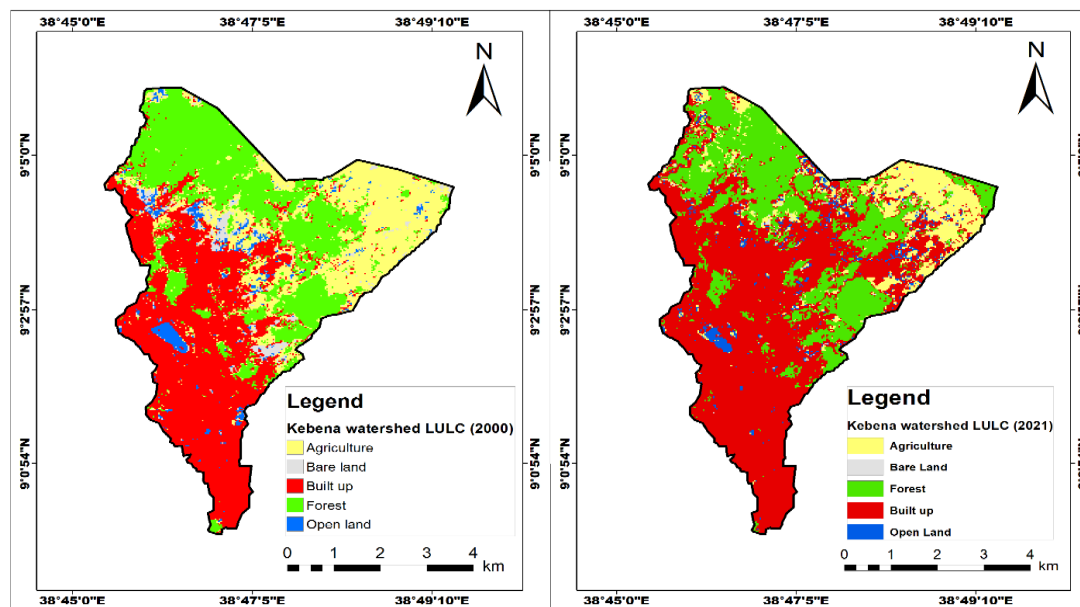 38°45'0"E 38°47'5"E 38°49'10"E 38°45'0"E 38°47'5"E 38°49'10"E
N N
9°5'0"N 9°5'0"N
9°2'57"N 9°2'57"N
9°0'54"N 9°0'54"N
Legend
Kebena watershed LULC (2000)
Agriculture
Bare land
Built up
Forest
Open land
0 1 2 3 4
km
Legend
Kebena watershed LULC (2021)
Agriculture
Bare Land
Forest
Built up
Open Land
0 1 2 3 4
km
38°45'0"E 38°47'5"E 38°49'10"E 38°45'0"E 38°47'5"E 38°49'10"E